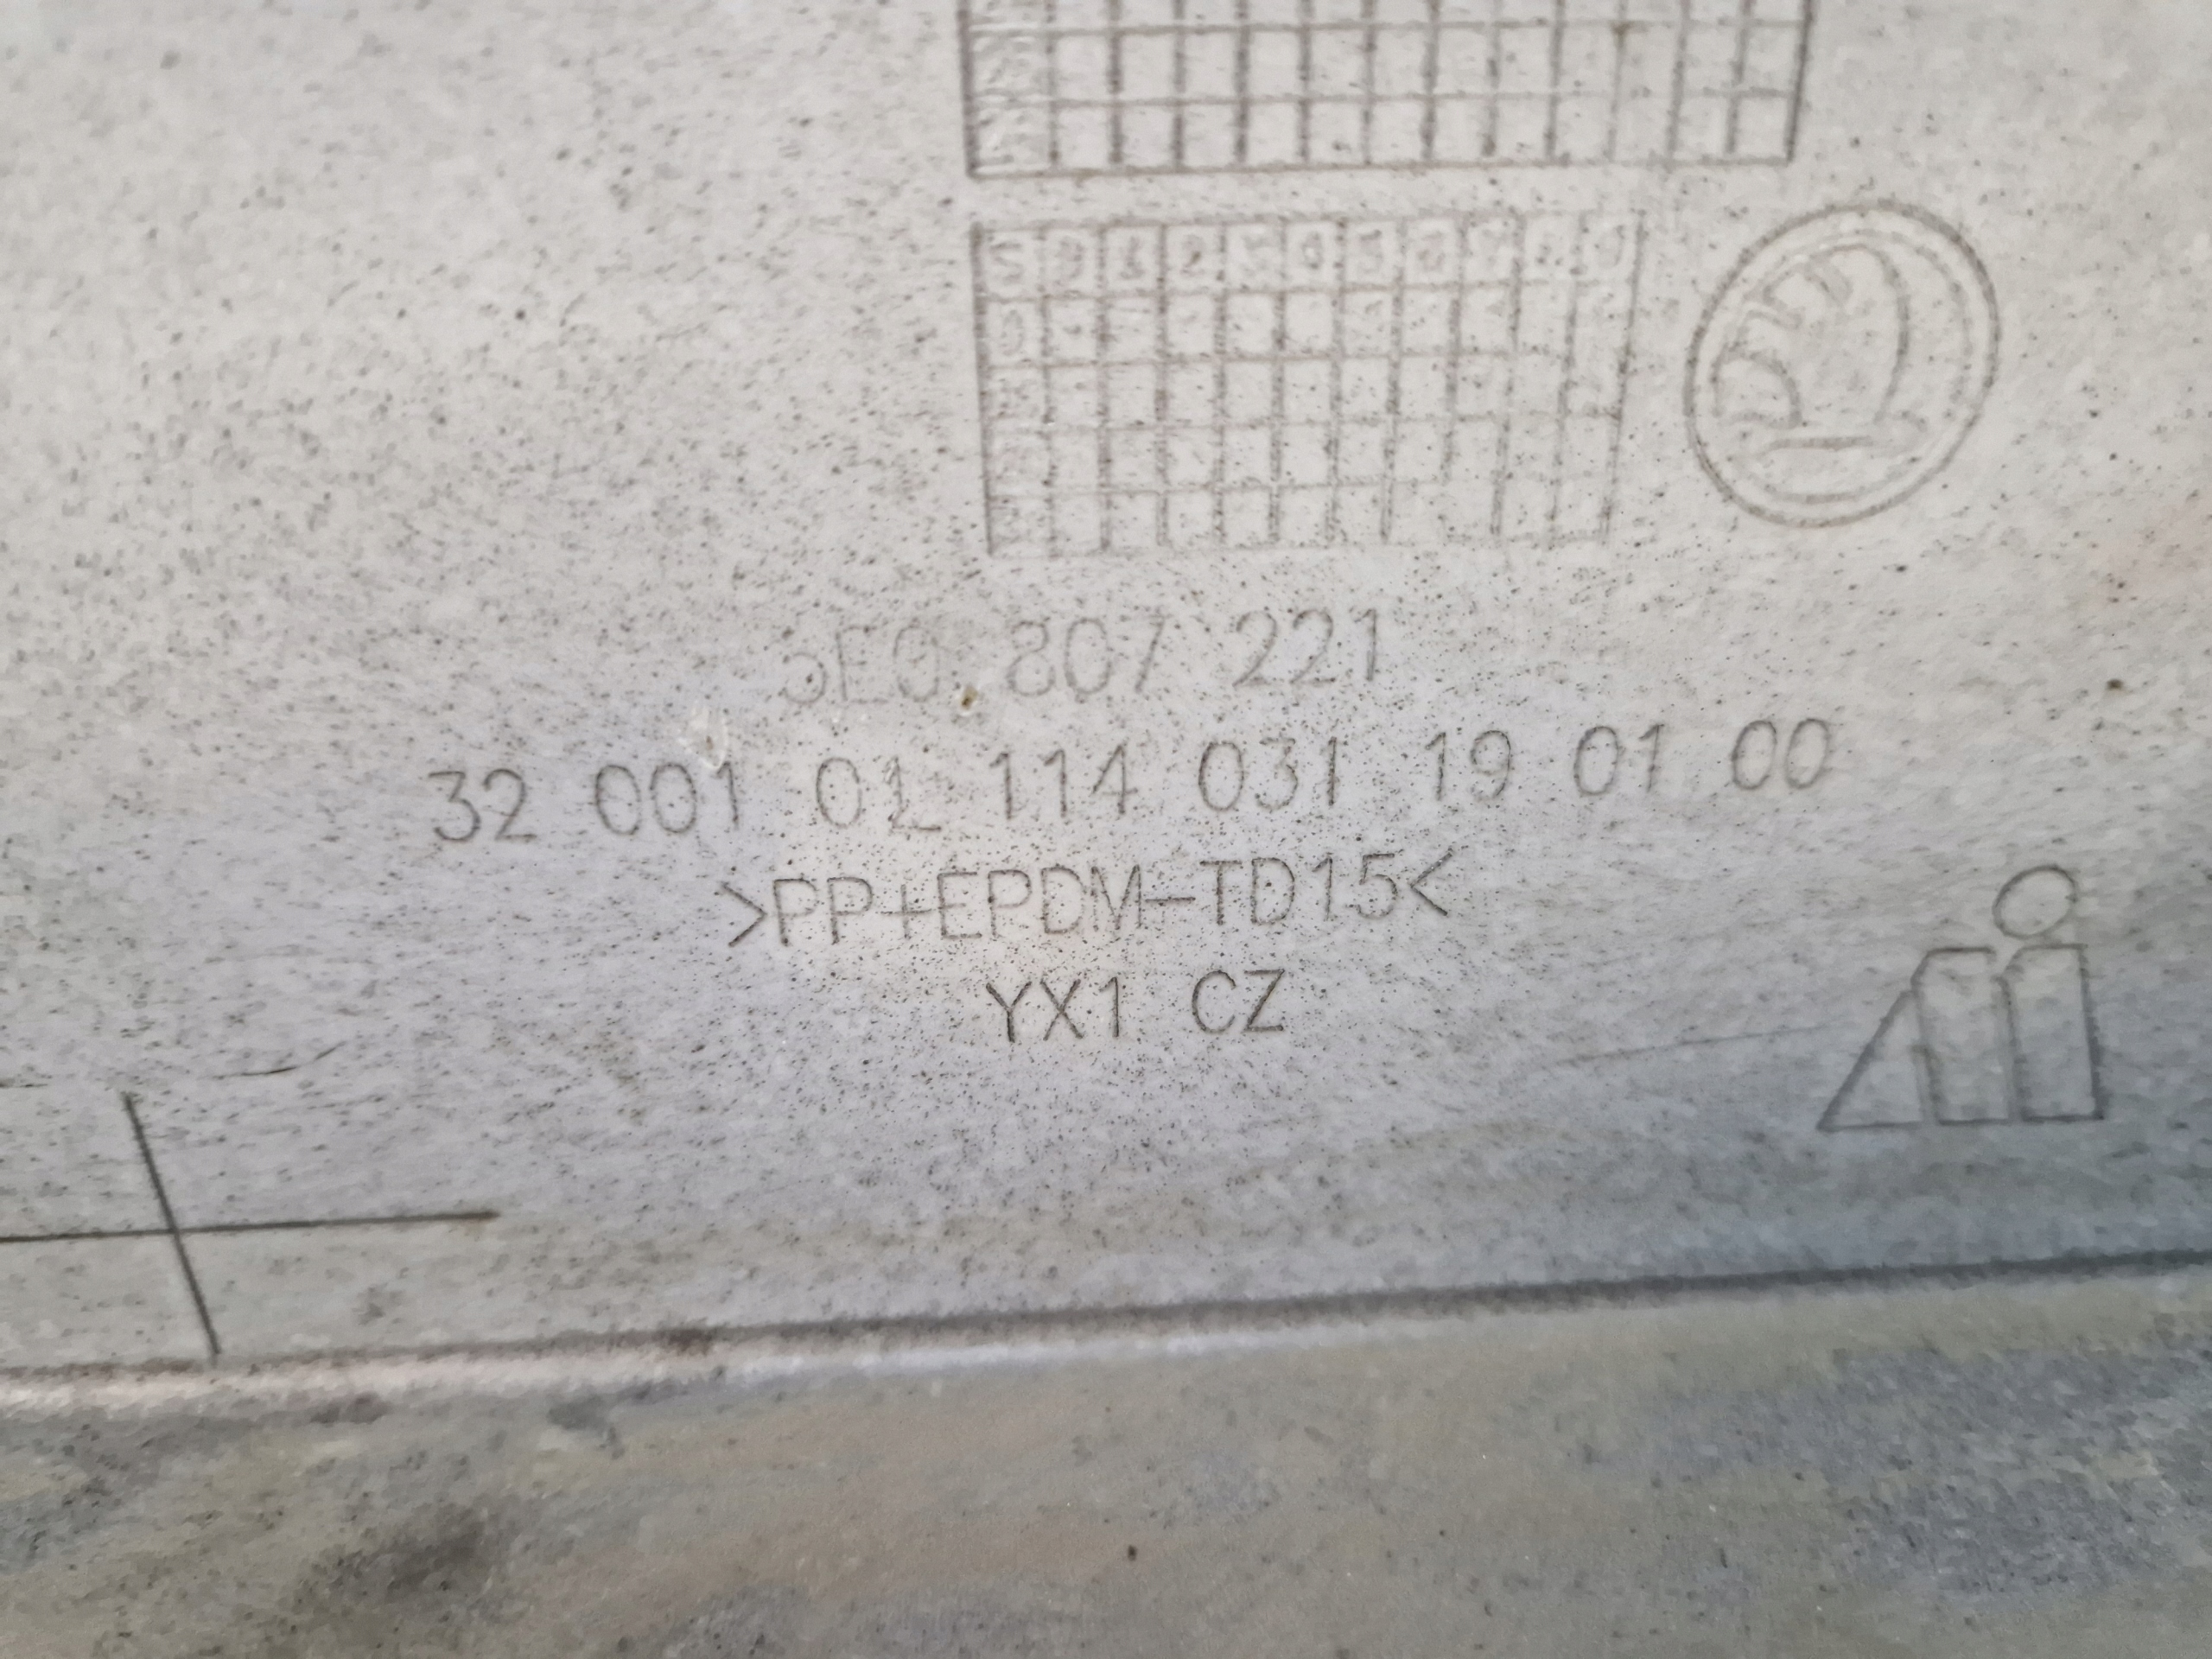 5E0 807 221
32 001 01 114 031 19 01 00
>PP+EPDM-TD15<
YX1 CZ